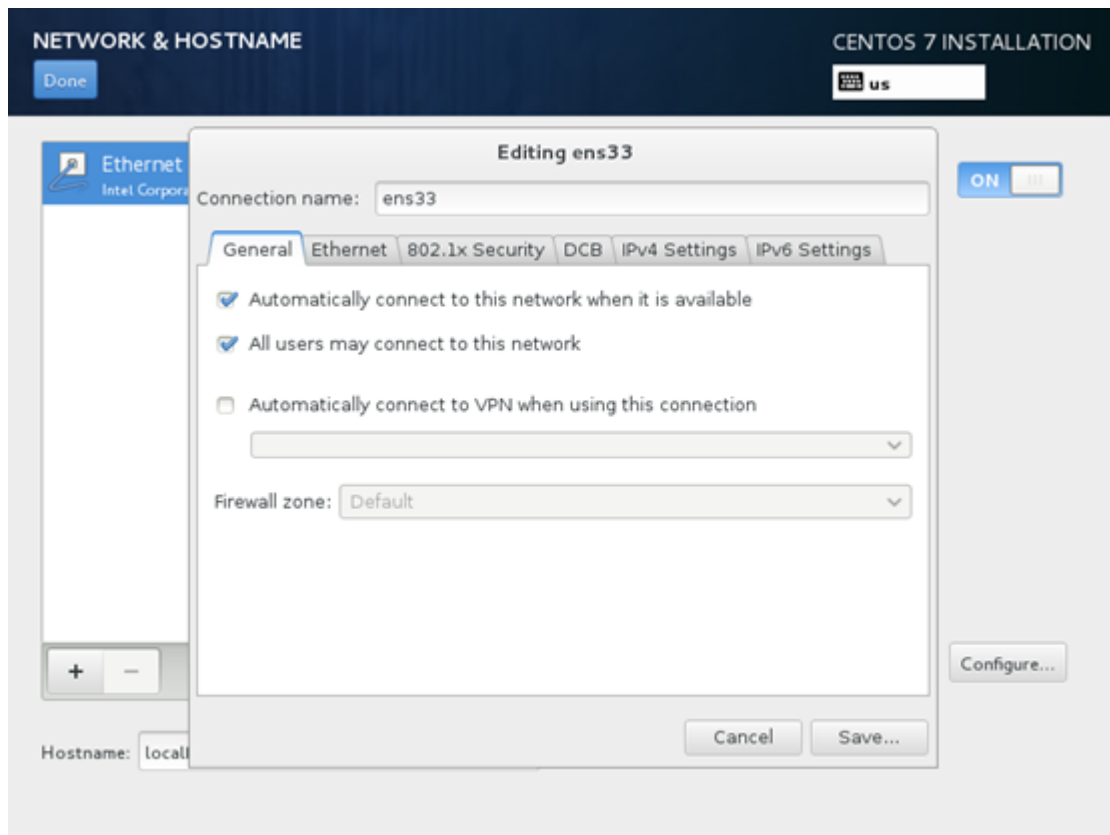 NETWORK & HOSTNAME
CENTOS 7 INSTALLATION
Done
us
Editing ens33
Ethernet
Intel
ON
Connection name: ens33
General Ethernet 802.1x Security DCB IPv4 Settings IPv6 Settings
Automatically connect to this network when it is available
All users may connect to this network
Automatically connect to VPN when using this connection
Firewall zone: Default
+ −
Configure...
Cancel Save...
Hostname: